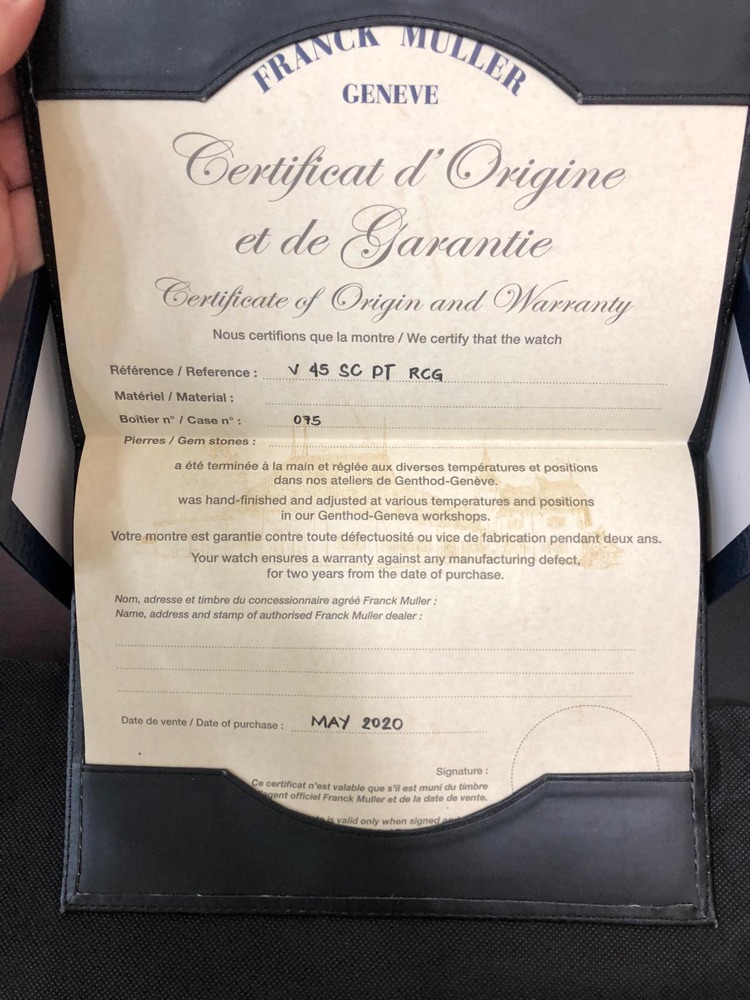 FRANCK MULLER
GENEVE
Certificat d'Origine
et de Garantie
Certificate of Origin and Warranty
Nous certifions que la montre / We certify that the watch
Référence / Reference : V 45 SC DT RCG
Matériel / Material :
Boîtier n° / Case n° : 075
Pierres / Gem stones :
a été terminée à la main et réglée aux diverses températures et positions
dans nos ateliers de Genthod-Genève.
was hand-finished and adjusted at various temperatures and positions
in our Genthod-Geneva workshops.
Votre montre est garantie contre toute défectuosité ou vice de fabrication pendant deux ans.
Your watch ensures a warranty against any manufacturing defect,
for two years from the date of purchase.
Nom, adresse et timbre du concessionnaire agréé Franck Muller :
Name, address and stamp of authorised Franck Muller dealer :
Date de vente / Date of purchase : MAY 2020
Signature :
Ce certificat n'est valable que s'il est muni du timbre
officiel Franck Muller et de la date de vente.
is valid only when signed